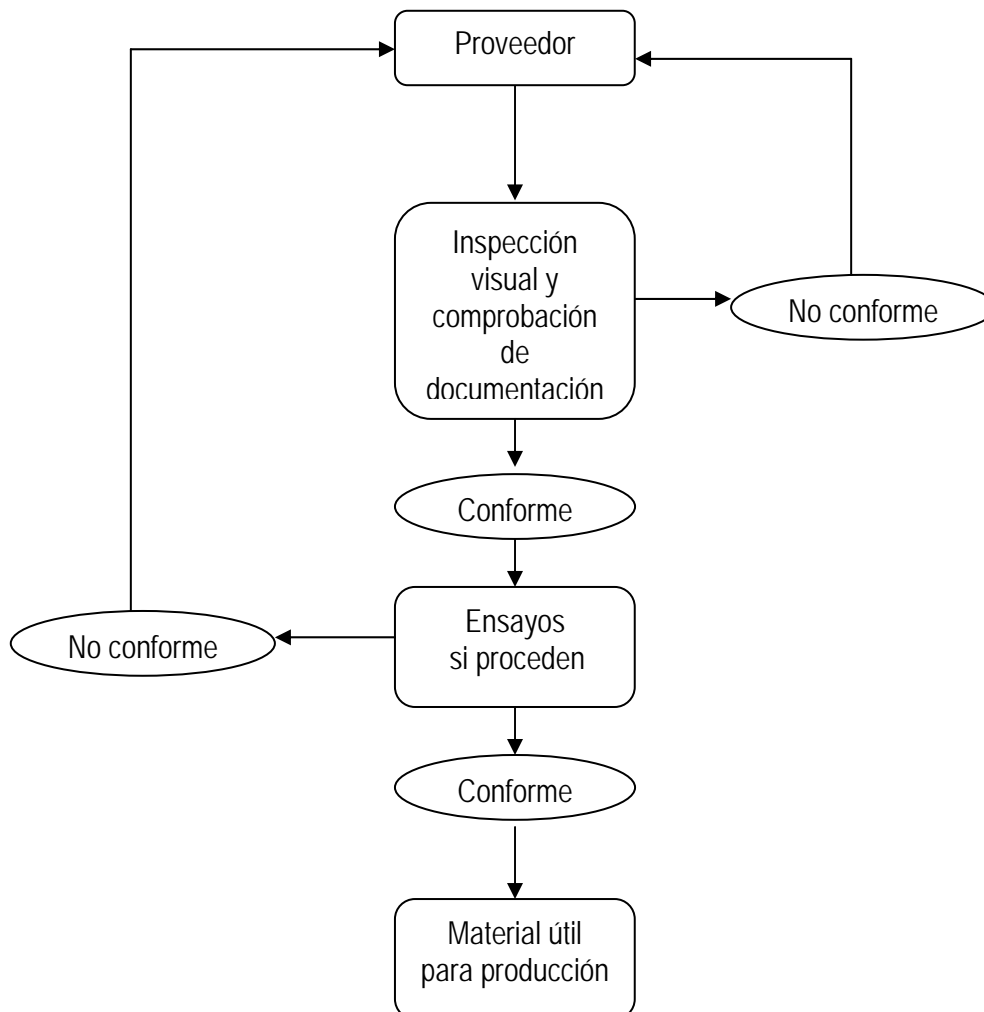 Proveedor
Inspección
visual y
comprobación
de
documentación
No conforme
Conforme
Ensayos
si proceden
No conforme
Conforme
Material útil
para producción